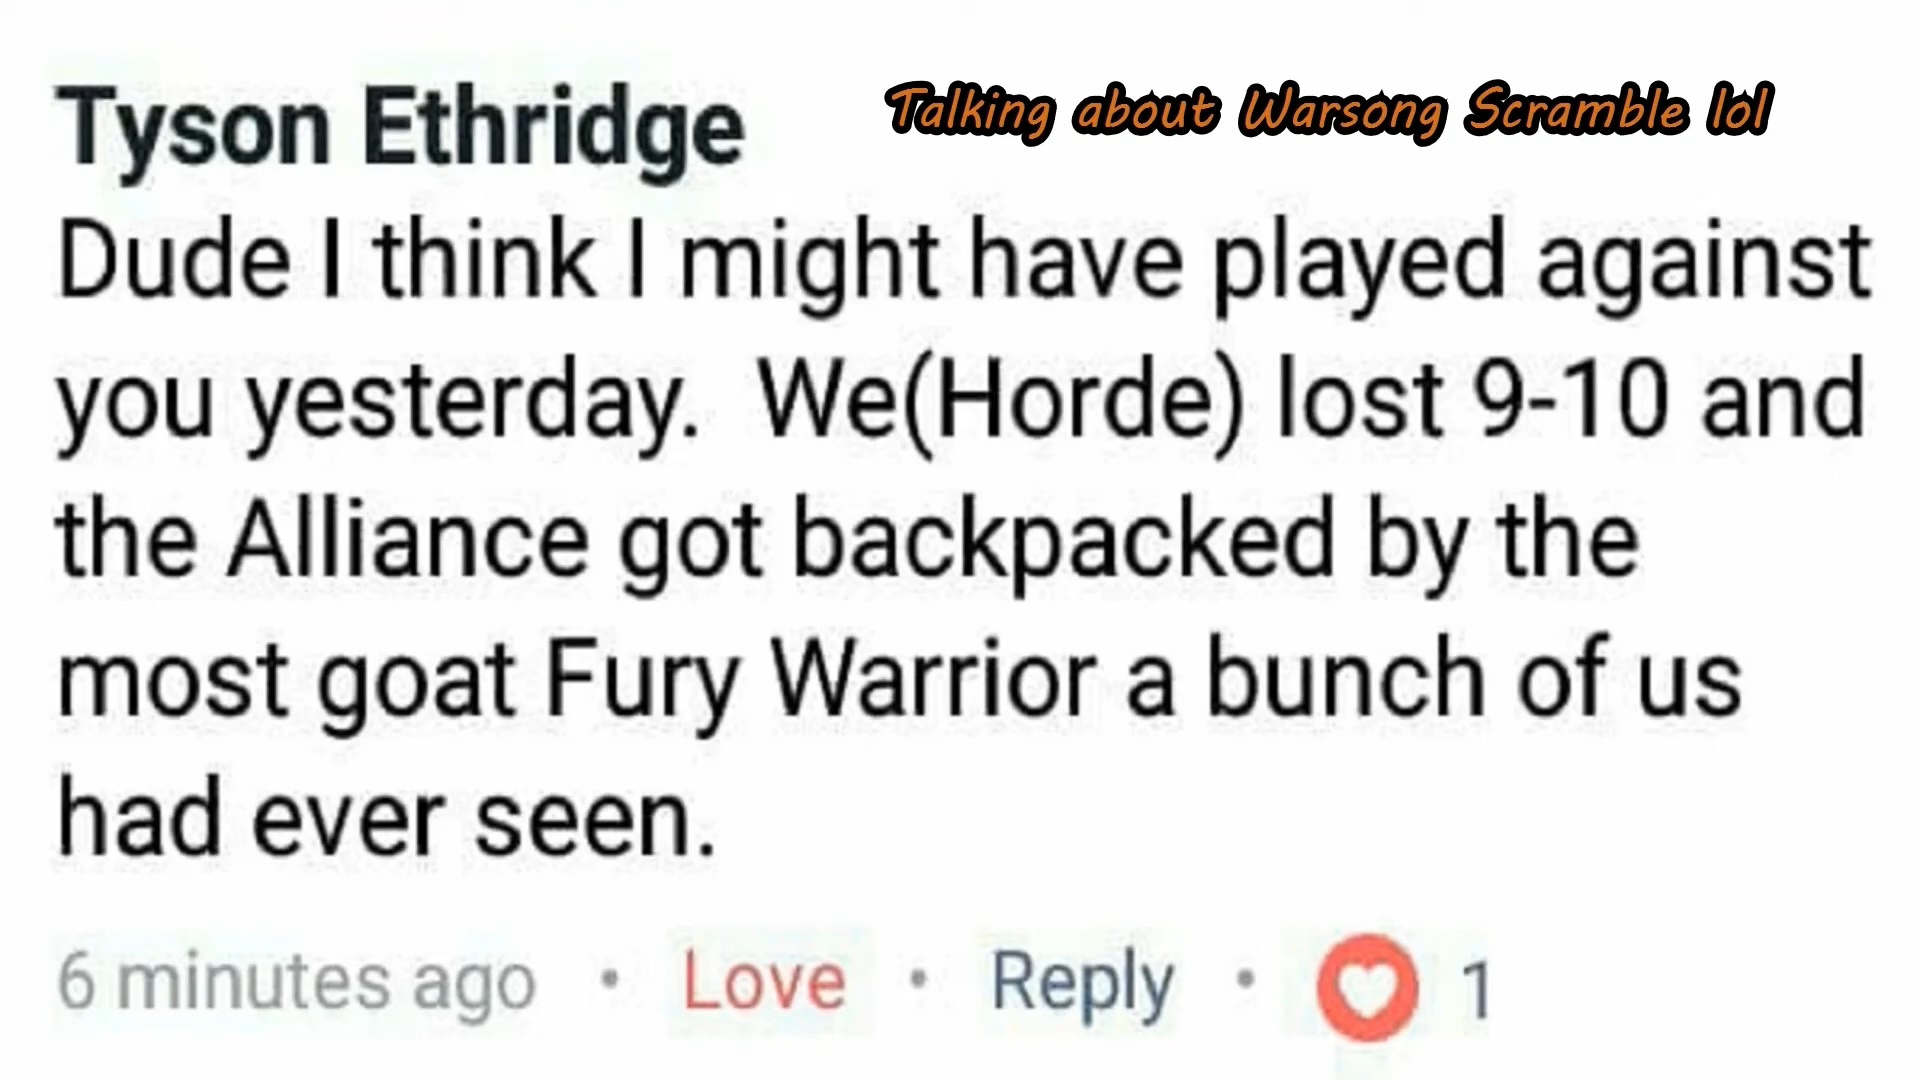 Tyson Ethridge
Talking about Warsong Scramble lol
Dude I think I might have played against
you yesterday.  We(Horde) lost 9-10 and
the Alliance got backpacked by the
most goat Fury Warrior a bunch of us
had ever seen.
6 minutes ago • Love • Reply • 1